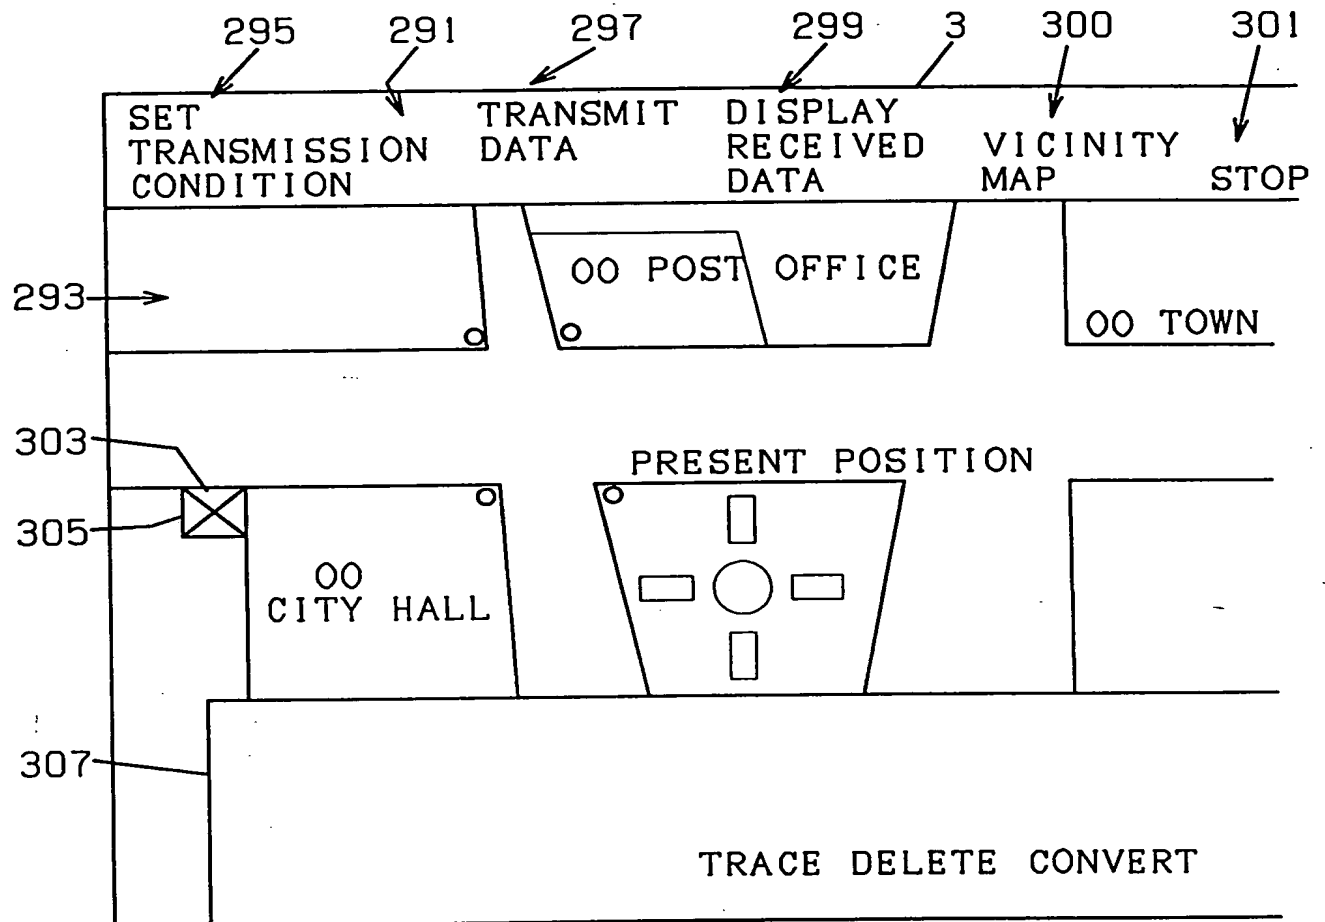 295 291 297 299 3 300 301
SET TRANSMIT DISPLAY
TRANSMISSION DATA RECEIVED VICINITY
CONDITION DATA MAP STOP
OO POST OFFICE
293
OO TOWN
303
PRESENT POSITION
305
OO
CITY HALL
307
TRACE DELETE CONVERT